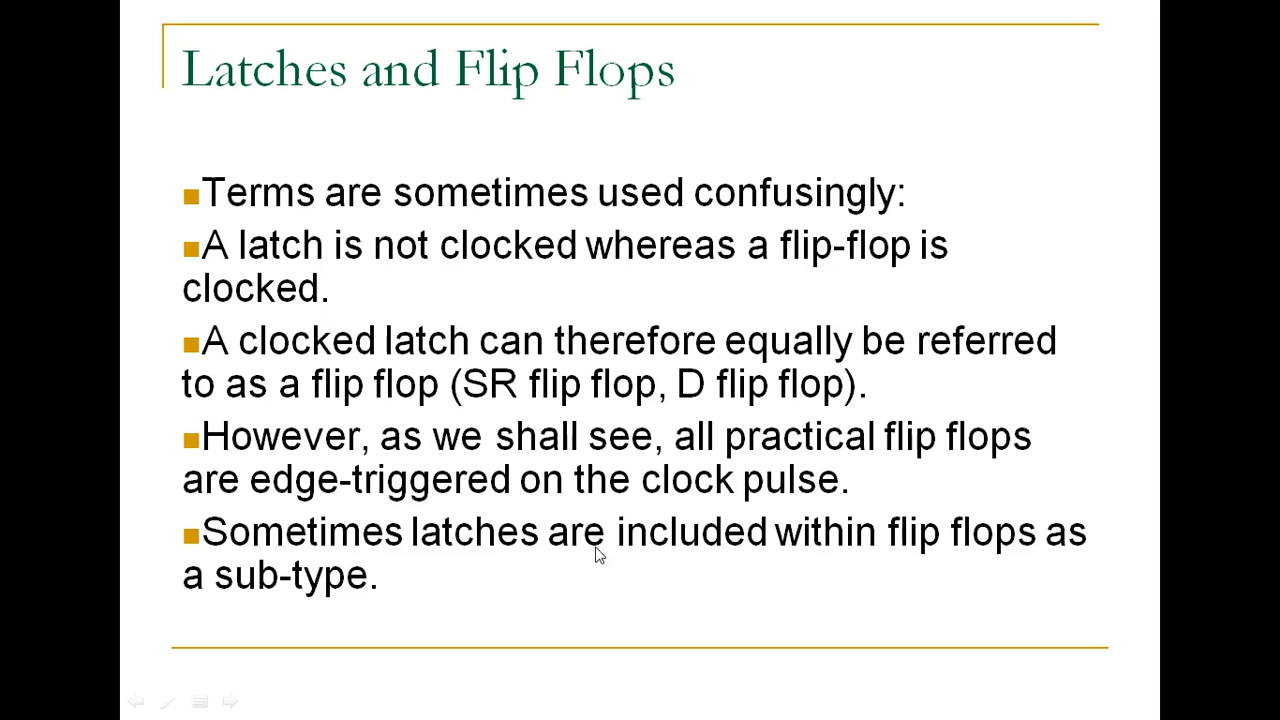 Latches and Flip Flops
Terms are sometimes used confusingly:
A latch is not clocked whereas a flip-flop is
clocked.
A clocked latch can therefore equally be referred
to as a flip flop (SR flip flop, D flip flop).
However, as we shall see, all practical flip flops
are edge-triggered on the clock pulse.
Sometimes latches are included within flip flops as
a sub-type.